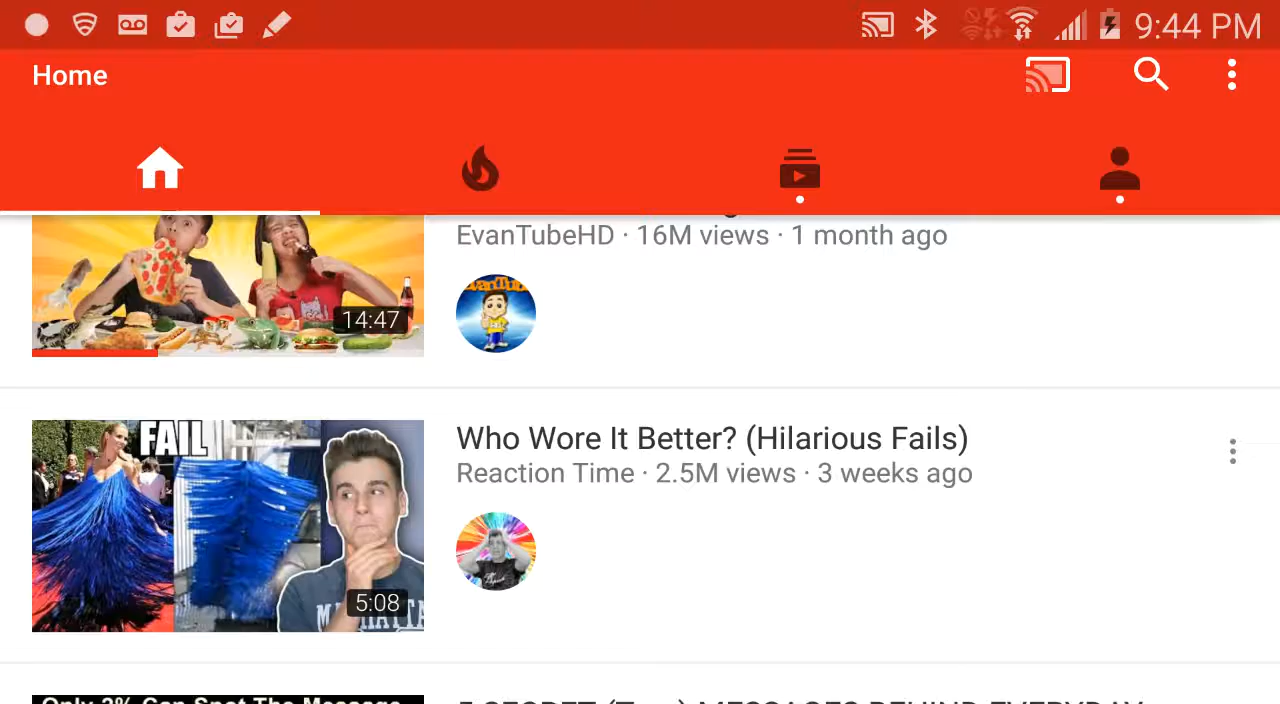 9:44 PM
Home
EvanTubeHD · 16M views · 1 month ago
14:47
FAIL
Who Wore It Better? (Hilarious Fails)
Reaction Time · 2.5M views · 3 weeks ago
MANHATTA
5:08
Only 2% Can Spot The Message
5 SECRET MESSAGES BEHIND EVERYDAY